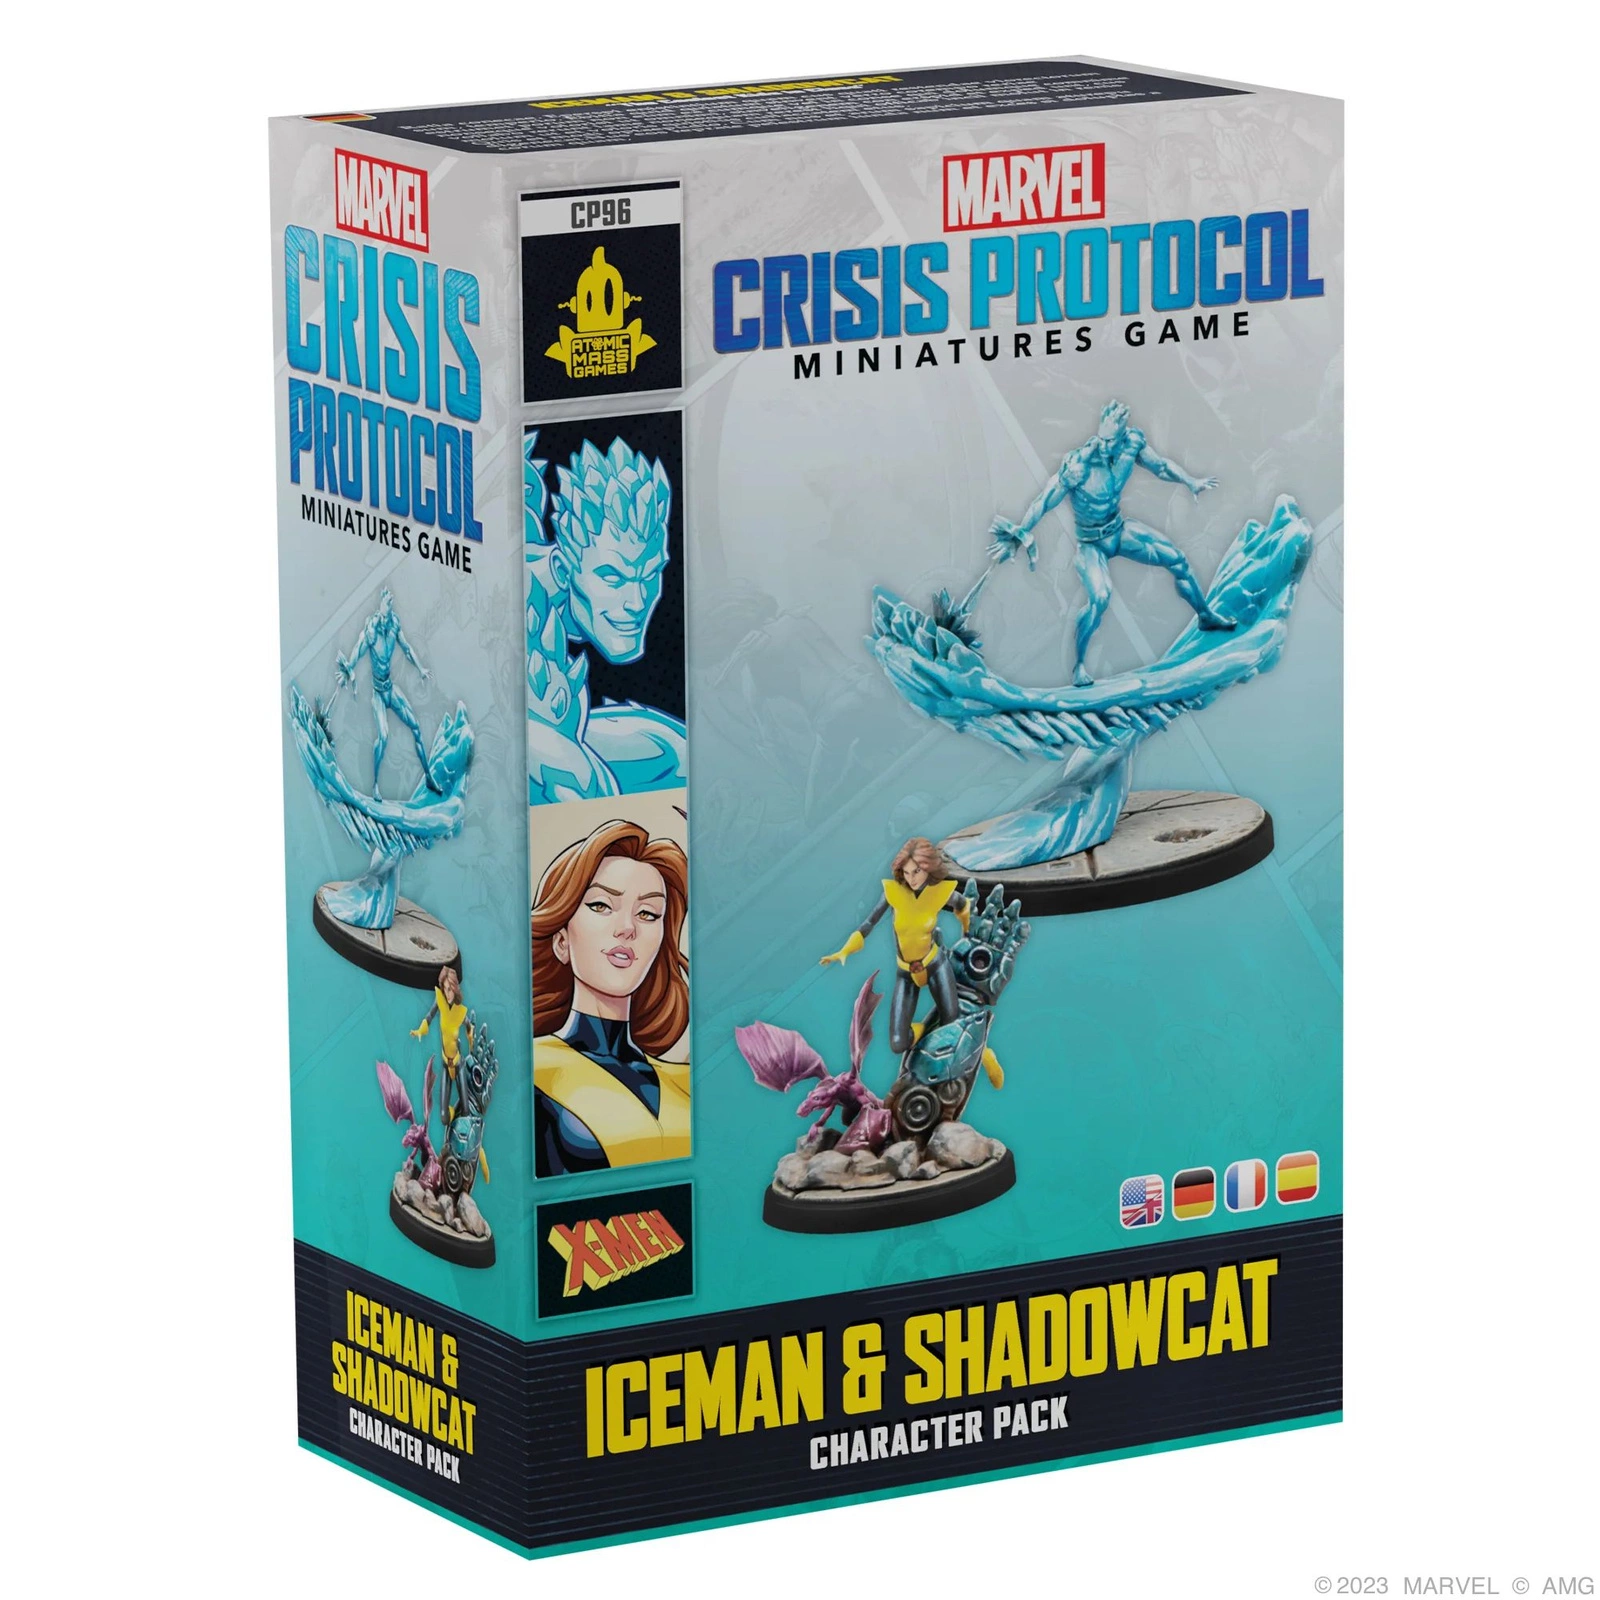 ICEMAN & SHADOWCAT
MARVEL
CRISIS
PROTOCOL
MINIATURES GAME
ICEMAN &
SHADOWCAT
CHARACTER PACK
CP96
ATOMIC
MASS
GAMES
X-MEN
MARVEL
CRISIS PROTOCOL
MINIATURES GAME
ICEMAN & SHADOWCAT
CHARACTER PACK
©2023 MARVEL © AMG